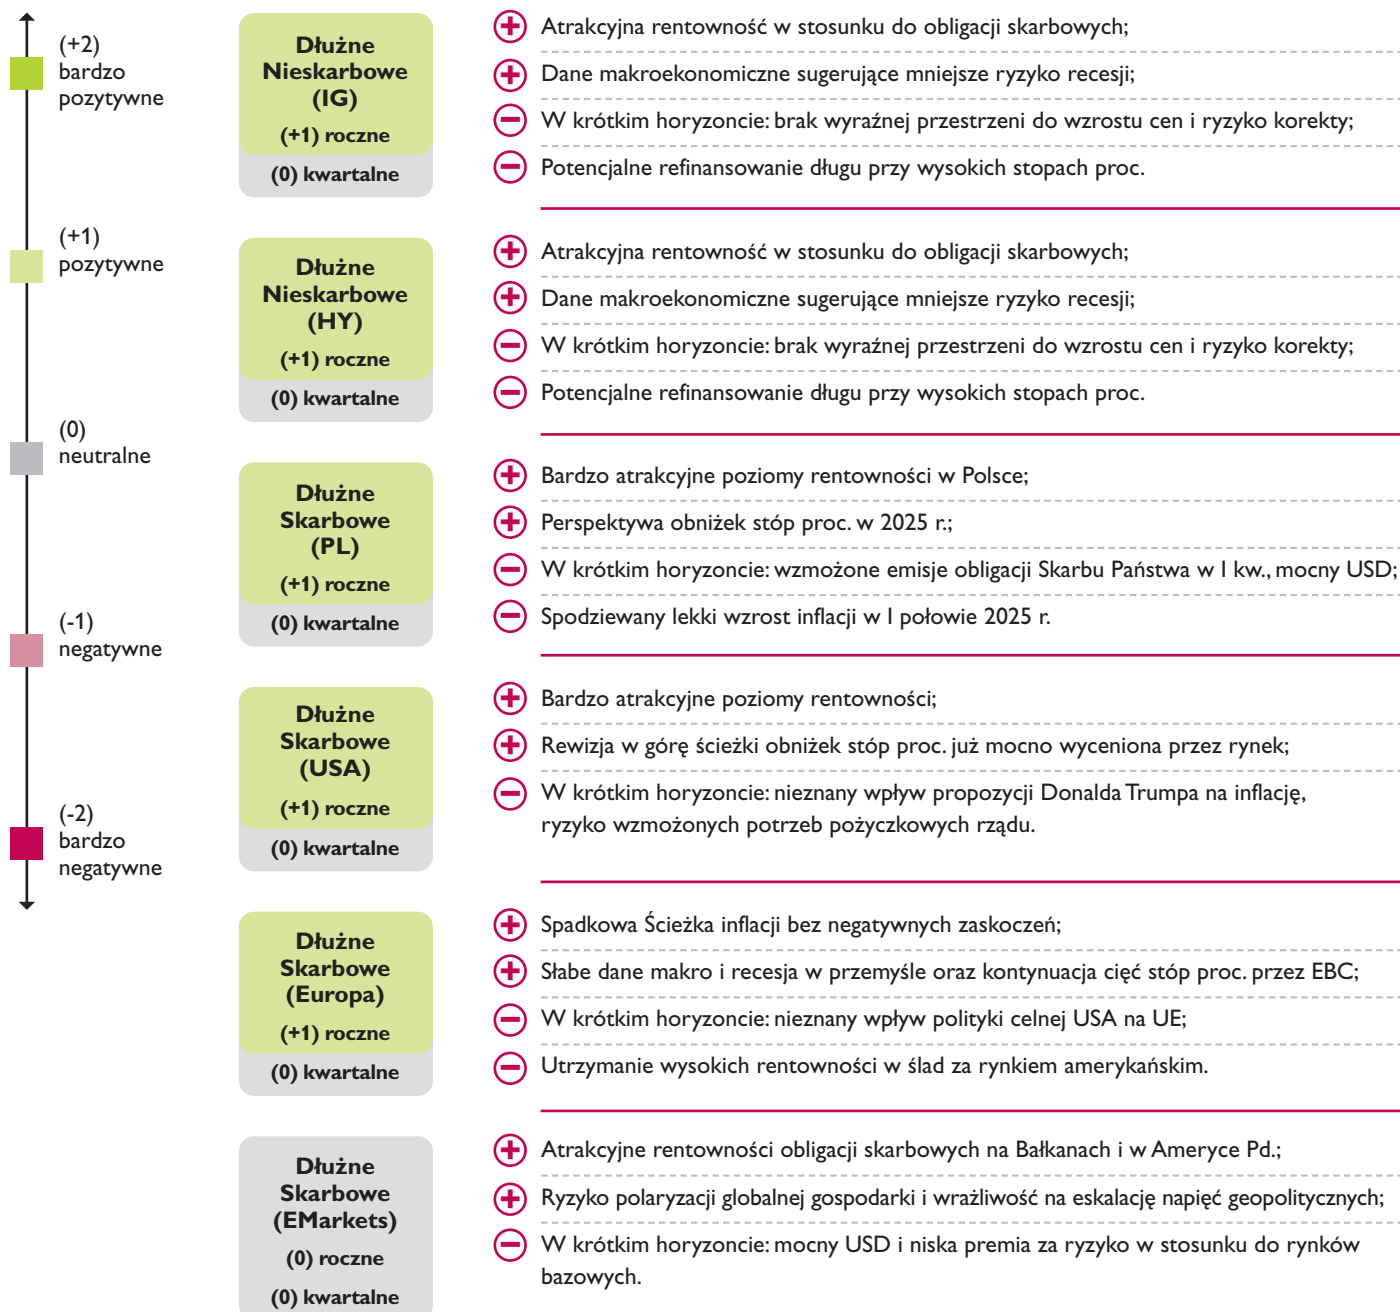 (+2)
bardzo
pozytywne
(+1)
pozytywne
(0)
neutralne
(-1)
negatywne
(-2)
bardzo
negatywne
Dłużne
Nieskarbowe
(IG)
(+1) roczne
(0) kwartalne
Atrakcyjna rentowność w stosunku do obligacji skarbowych;
Dane makroekonomiczne sugerujące mniejsze ryzyko recesji;
W krótkim horyzoncie: brak wyraźnej przestrzeni do wzrostu cen i ryzyko korekty;
Potencjalne refinansowanie długu przy wysokich stopach proc.
Dłużne
Nieskarbowe
(HY)
(+1) roczne
(0) kwartalne
Atrakcyjna rentowność w stosunku do obligacji skarbowych;
Dane makroekonomiczne sugerujące mniejsze ryzyko recesji;
W krótkim horyzoncie: brak wyraźnej przestrzeni do wzrostu cen i ryzyko korekty;
Potencjalne refinansowanie długu przy wysokich stopach proc.
Dłużne
Skarbowe
(PL)
(+1) roczne
(0) kwartalne
Bardzo atrakcyjne poziomy rentowności w Polsce;
Perspektywa obniżek stóp proc. w 2025 r.;
W krótkim horyzoncie: wzmożone emisje obligacji Skarbu Państwa w I kw., mocny USD;
Spodziewany lekki wzrost inflacji w I połowie 2025 r.
Dłużne
Skarbowe
(USA)
(+1) roczne
(0) kwartalne
Bardzo atrakcyjne poziomy rentowności;
Rewizja w górę ścieżki obniżek stóp proc. już mocno wyceniona przez rynek;
W krótkim horyzoncie: nieznany wpływ propozycji Donalda Trumpa na inflację,
ryzyko wzmożonych potrzeb pożyczkowych rządu.
Dłużne
Skarbowe
(Europa)
(+1) roczne
(0) kwartalne
Spadkowa Ścieżka inflacji bez negatywnych zaskoczeń;
Słabe dane makro i recesja w przemyśle oraz kontynuacja cięć stóp proc. przez EBC;
W krótkim horyzoncie: nieznany wpływ polityki celnej USA na UE;
Utrzymanie wysokich rentowności w ślad za rynkiem amerykańskim.
Dłużne
Skarbowe
(EMarkets)
(0) roczne
(0) kwartalne
Atrakcyjne rentowności obligacji skarbowych na Bałkanach i w Ameryce Pd.;
Ryzyko polaryzacji globalnej gospodarki i wrażliwość na eskalację napięć geopolitycznych;
W krótkim horyzoncie: mocny USD i niska premia za ryzyko w stosunku do rynków
bazowych.